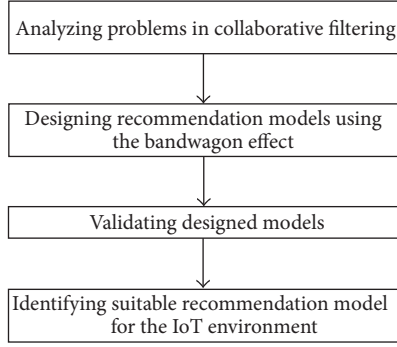 Analyzing problems in collaborative filtering
Designing recommendation models using
the bandwagon effect
Validating designed models
Identifying suitable recommendation model
for the IoT environment